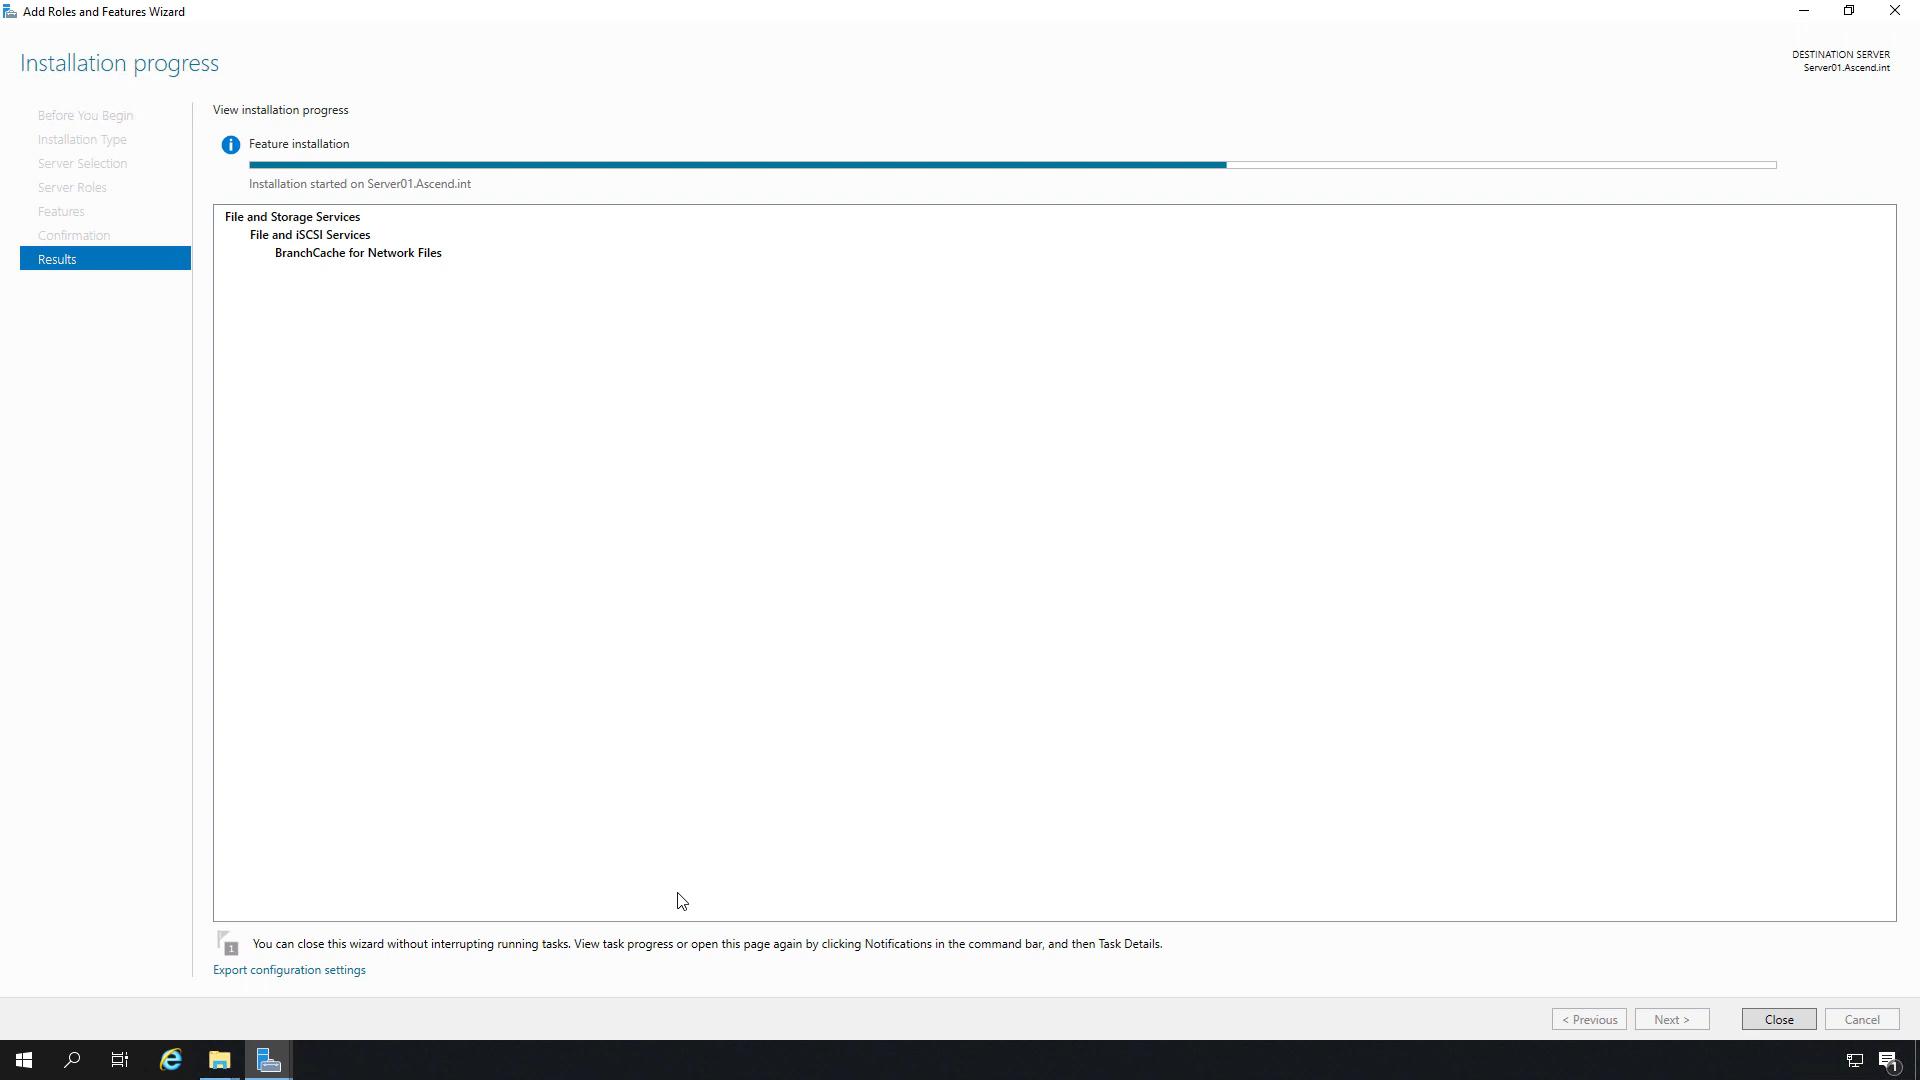 Add Roles and Features Wizard
Installation progress
DESTINATION SERVER
Server01.Ascend.int
Before You Begin
Installation Type
Server Selection
Server Roles
Features
Confirmation
Results
View installation progress
Feature installation
Installation started on Server01.Ascend.int
File and Storage Services
File and iSCSI Services
BranchCache for Network Files
1
You can close this wizard without interrupting running tasks. View task progress or open this page again by clicking Notifications in the command bar, and then Task Details.
Export configuration settings
< Previous
Next >
Close
Cancel
1